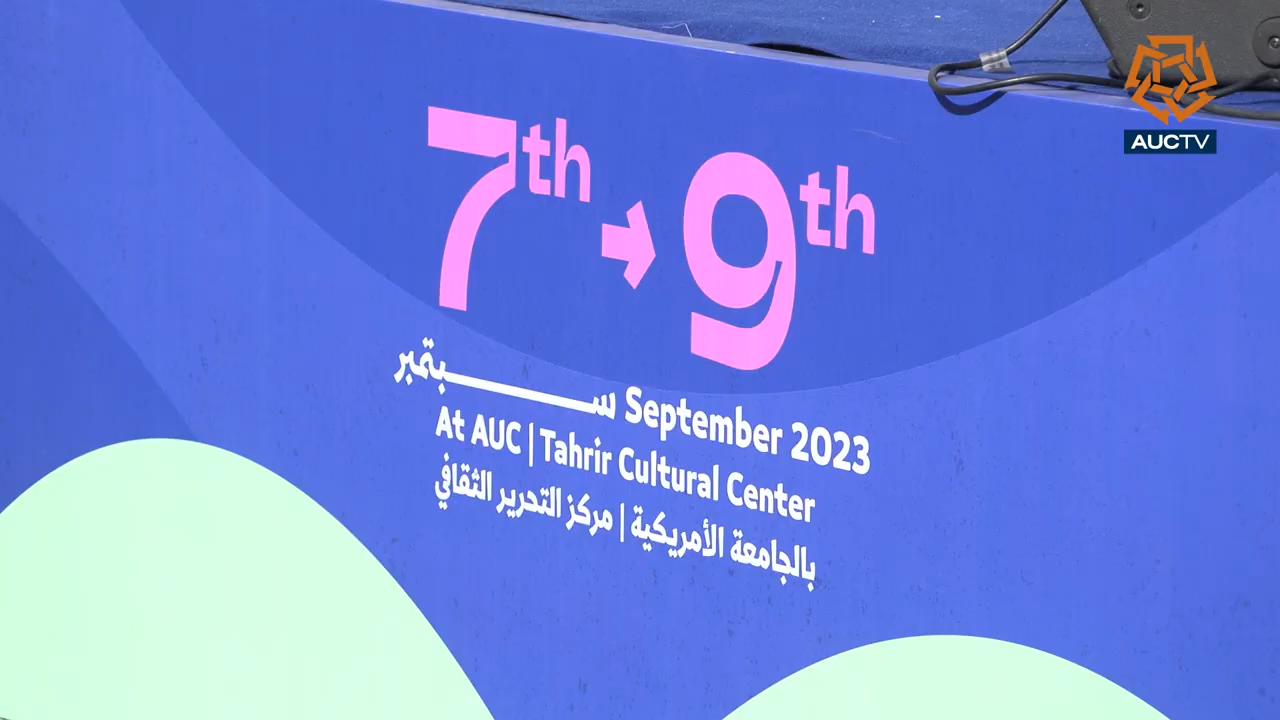 AUCTV
7th → 9th
سبتمبر September 2023
At AUC | Tahrir Cultural Center
بالجامعة الأمريكية | مركز التحرير الثقافي